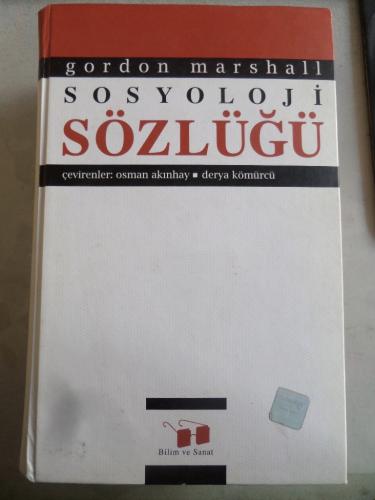 gordon marshall
SOSYOLOJİ
SÖZLÜĞÜ
çevirenler: osman akınhay ▪ derya kömürcü
Bilim ve Sanat